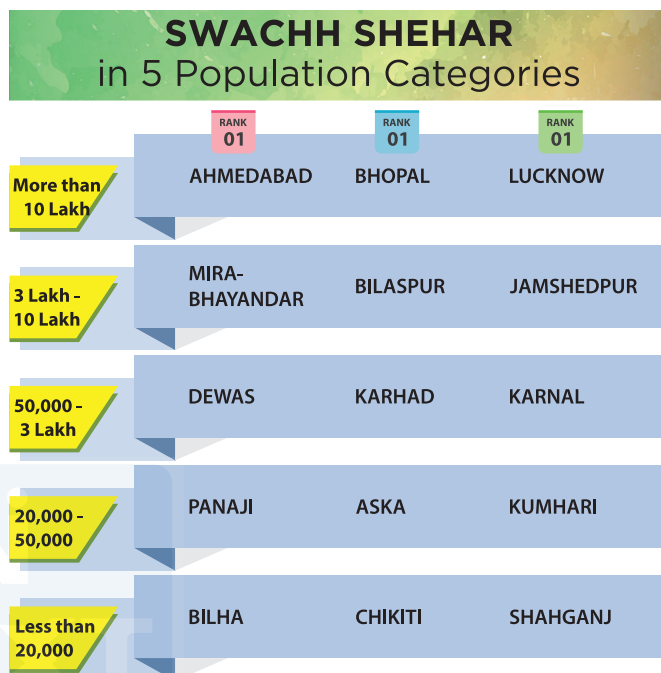 SWACHH SHEHAR
in 5 Population Categories
RANK
01
RANK
01
RANK
01
More than
10 Lakh
AHMEDABAD
BHOPAL
LUCKNOW
3 Lakh -
10 Lakh
MIRA-
BHAYANDAR
BILASPUR
JAMSHEDPUR
50,000 -
3 Lakh
DEWAS
KARHAD
KARNAL
20,000 -
50,000
PANAJI
ASKA
KUMHARI
Less than
20,000
BILHA
CHIKITI
SHAHGANJ